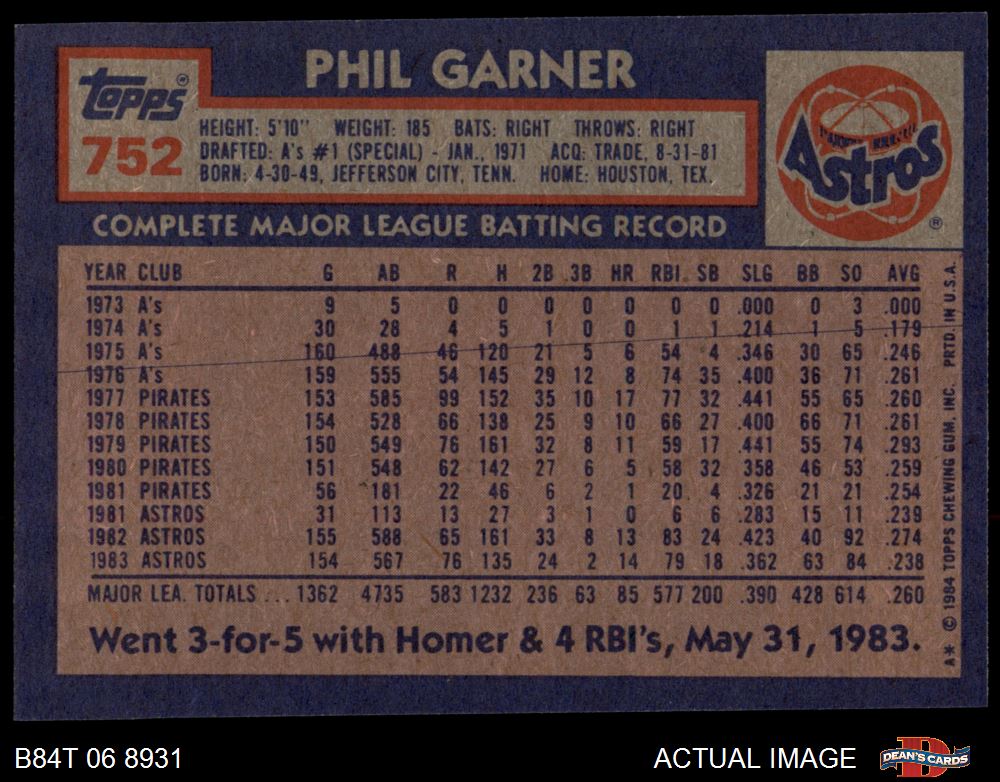 PHIL GARNER
Topps®
752
HEIGHT: 5'10" WEIGHT: 185 BATS: RIGHT THROWS: RIGHT
DRAFTED: A's #1 (SPECIAL) - JAN., 1971 ACQ: TRADE, 8-31-81
BORN: 4-30-49, JEFFERSON CITY, TENN. HOME: HOUSTON, TEX.
Astros
®
COMPLETE MAJOR LEAGUE BATTING RECORD
YEAR CLUB G AB R H 2B 3B HR RBI SB SLG BB SO AVG
1973 A's 9 5 0 0 0 0 0 0 0 .000 0 3 .000
1974 A's 30 28 4 5 1 0 0 1 1 .214 1 5 .179
1975 A's 160 488 46 120 21 5 6 54 4 .346 30 65 .246
1976 A's 159 555 54 145 29 12 8 74 35 .400 36 71 .261
1977 PIRATES 153 585 99 152 35 10 17 77 32 .441 55 65 .260
1978 PIRATES 154 528 66 138 25 9 10 66 27 .400 66 71 .261
1979 PIRATES 150 549 76 161 32 8 11 59 17 .441 55 74 .293
1980 PIRATES 151 548 62 142 27 6 5 58 32 .358 46 53 .259
1981 PIRATES 56 181 22 46 6 2 1 20 4 .326 21 21 .254
1981 ASTROS 31 113 13 27 3 1 0 6 6 .283 15 11 .239
1982 ASTROS 155 588 65 161 33 8 13 83 24 .423 40 92 .274
1983 ASTROS 154 567 76 135 24 2 14 79 18 .362 63 84 .238
MAJOR LEA. TOTALS ... 1362 4735 583 1232 236 63 85 577 200 .390 428 614 .260
Went 3-for-5 with Homer & 4 RBI's, May 31, 1983.
A* © 1984 TOPPS CHEWING GUM, INC. PRTD. IN U.S.A.
B84T 06 8931
ACTUAL IMAGE
D
DEAN'S CARDS